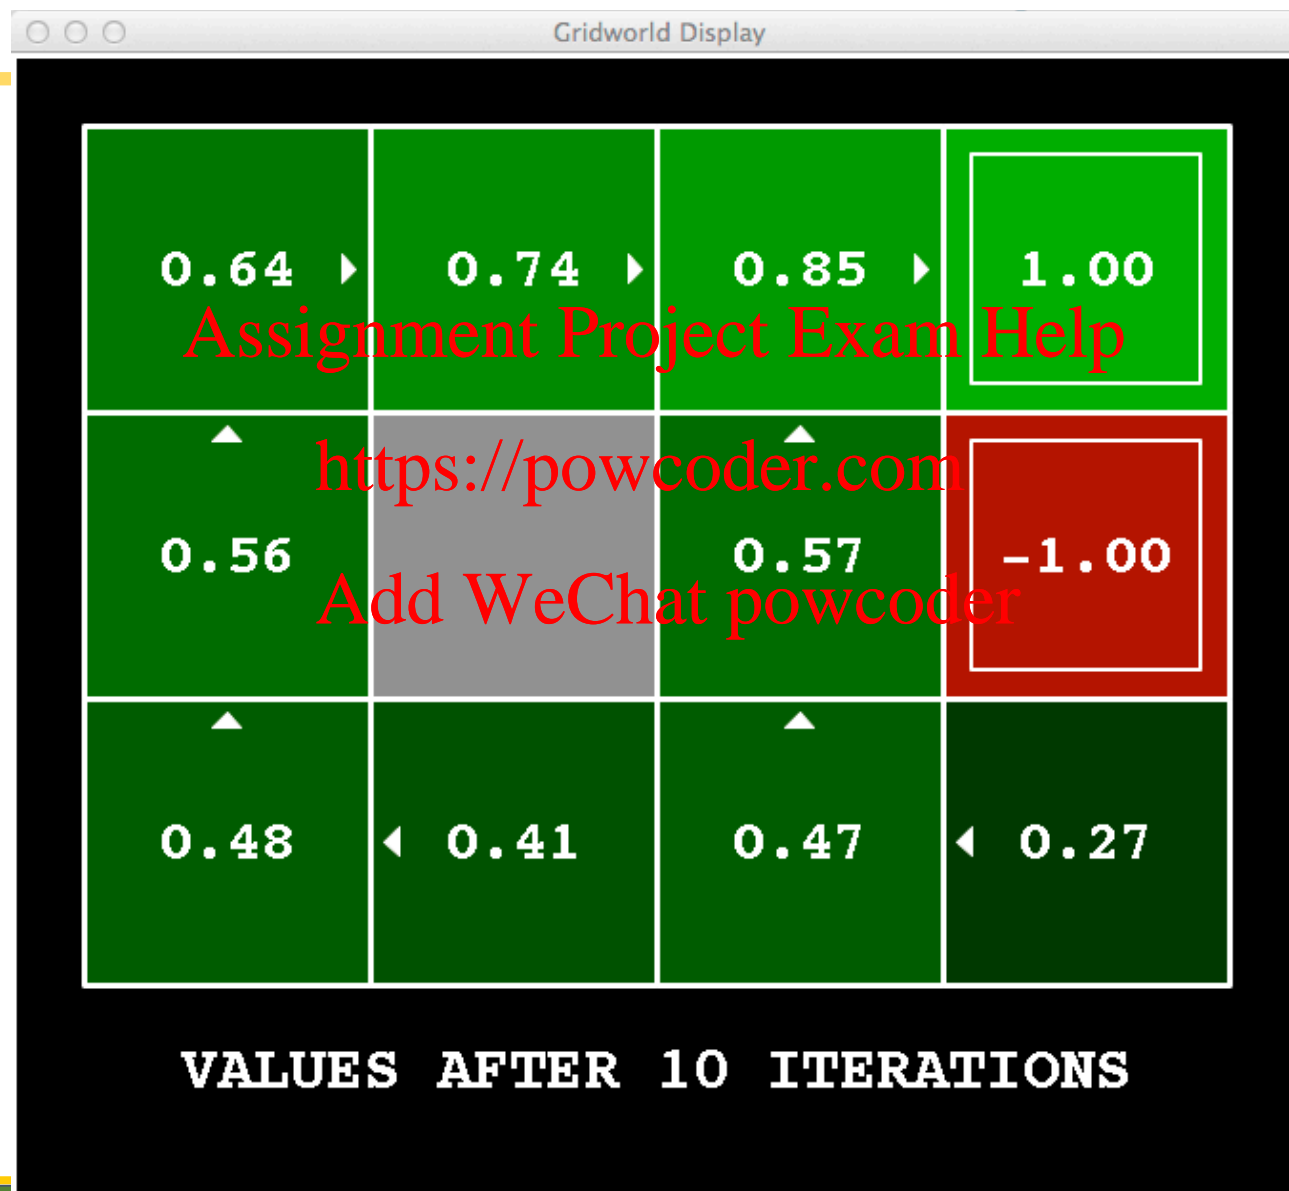 Gridworld Display
0.64 0.74 0.85 1.00
Assignment Project Exam Help
https://powcoder.com
0.56 0.57 -1.00
Add WeChat powcoder
0.48 0.41 0.47 0.27
VALUES AFTER 10 ITERATIONS